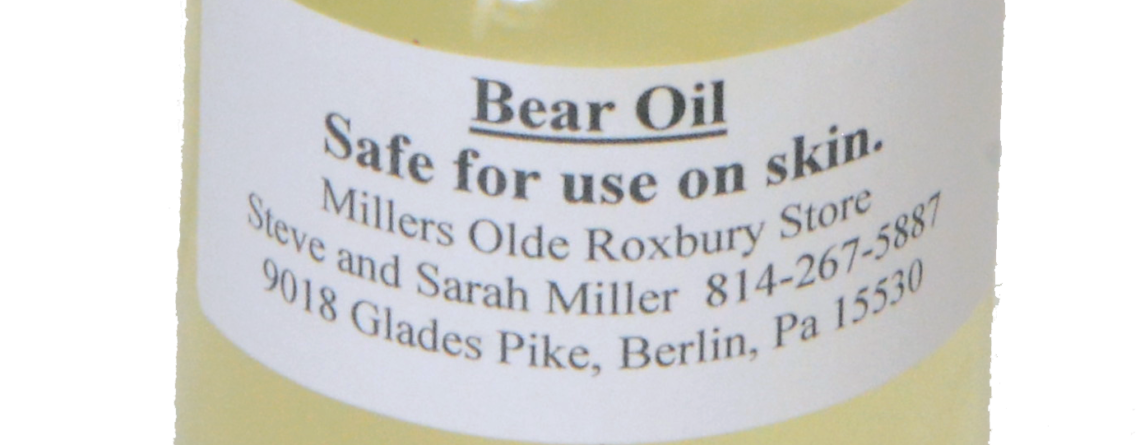 Bear Oil
Safe for use on skin.
Millers Olde Roxbury Store
Steve and Sarah Miller 814-267-5887
9018 Glades Pike, Berlin, Pa 15530